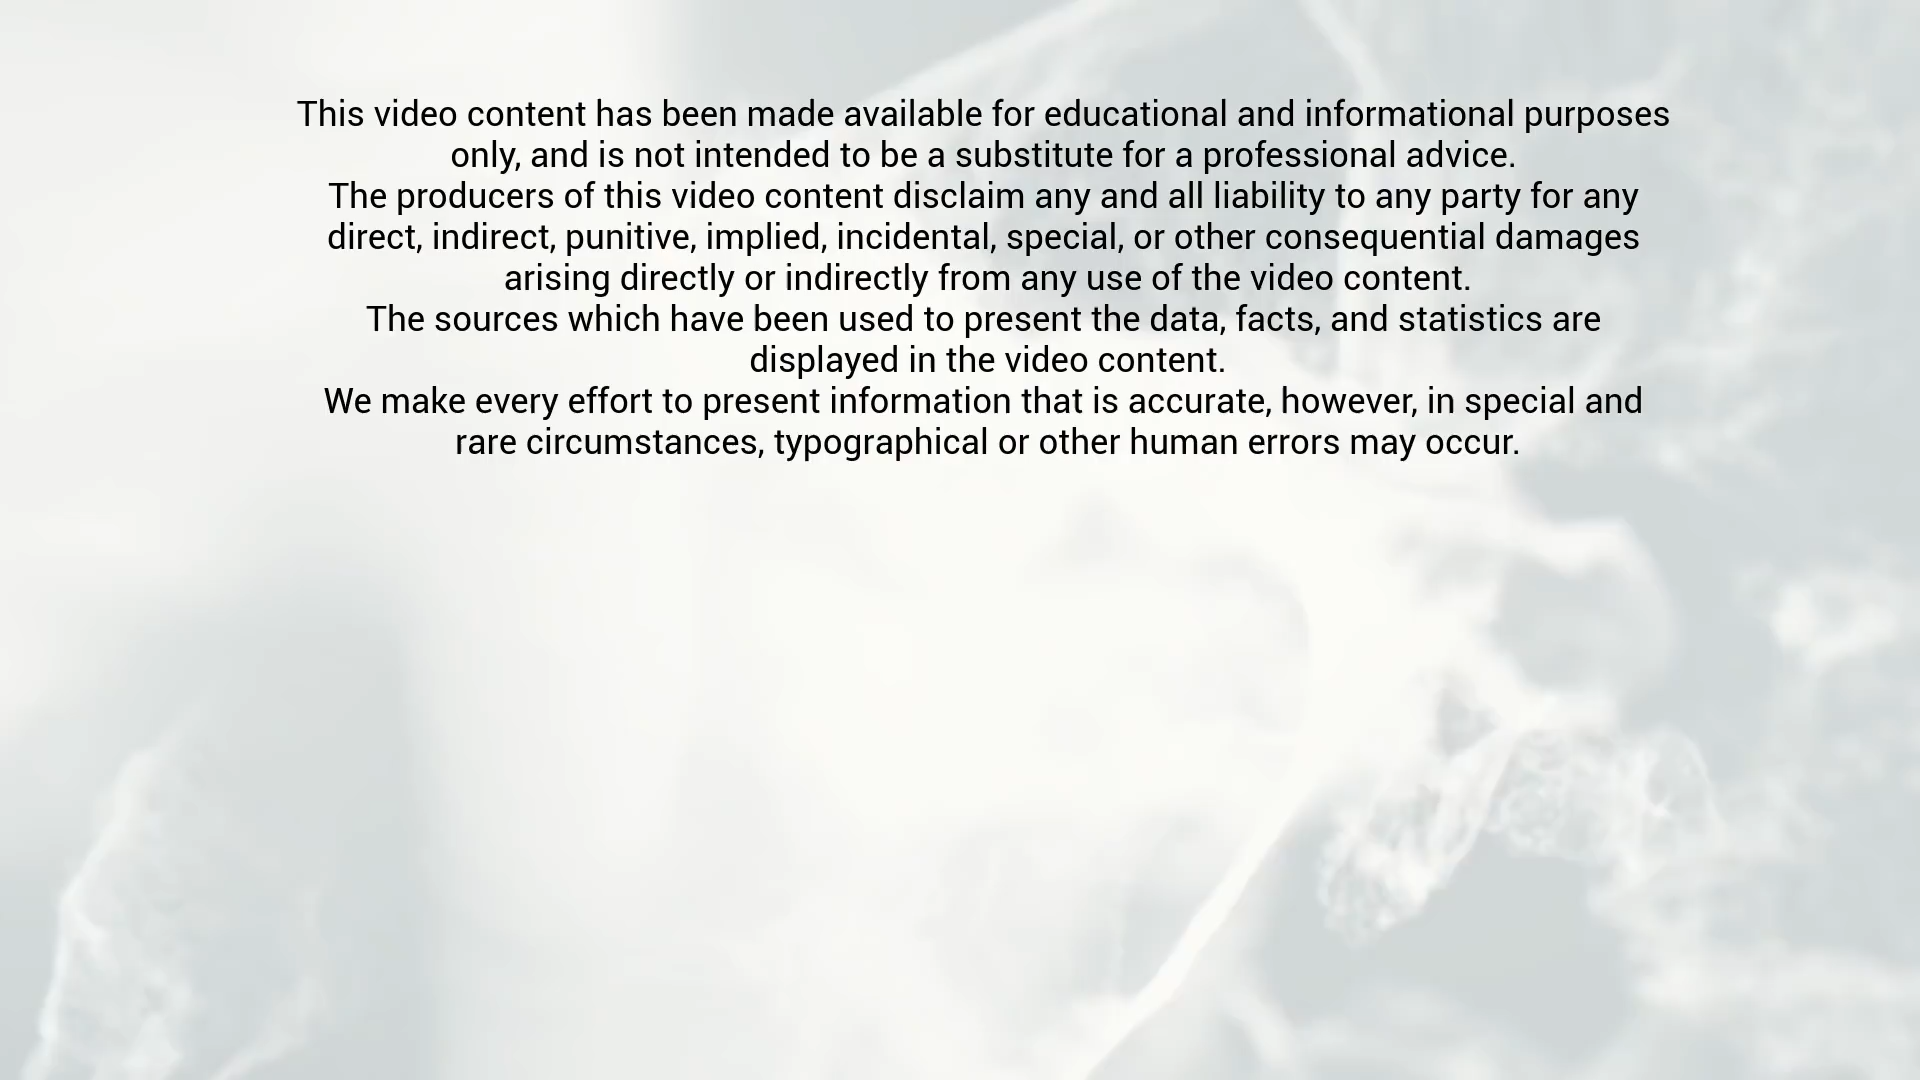 This video content has been made available for educational and informational purposes
only, and is not intended to be a substitute for a professional advice.
The producers of this video content disclaim any and all liability to any party for any
direct, indirect, punitive, implied, incidental, special, or other consequential damages
arising directly or indirectly from any use of the video content.
The sources which have been used to present the data, facts, and statistics are
displayed in the video content.
We make every effort to present information that is accurate, however, in special and
rare circumstances, typographical or other human errors may occur.